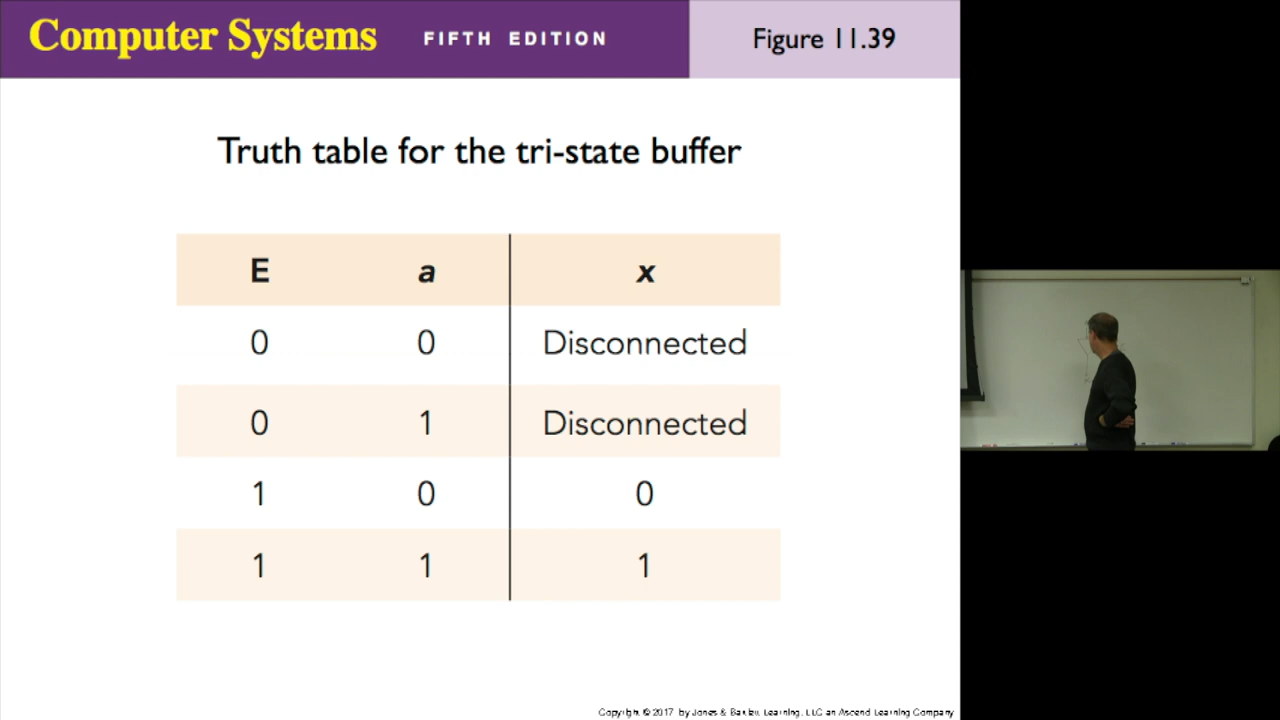 Computer Systems FIFTH EDITION Figure 11.39
Truth table for the tri-state buffer
E a x
0 0 Disconnected
0 1 Disconnected
1 0 0
1 1 1
Copyright © 2017 by Jones & Bartlett Learning, LLC an Ascend Learning Company